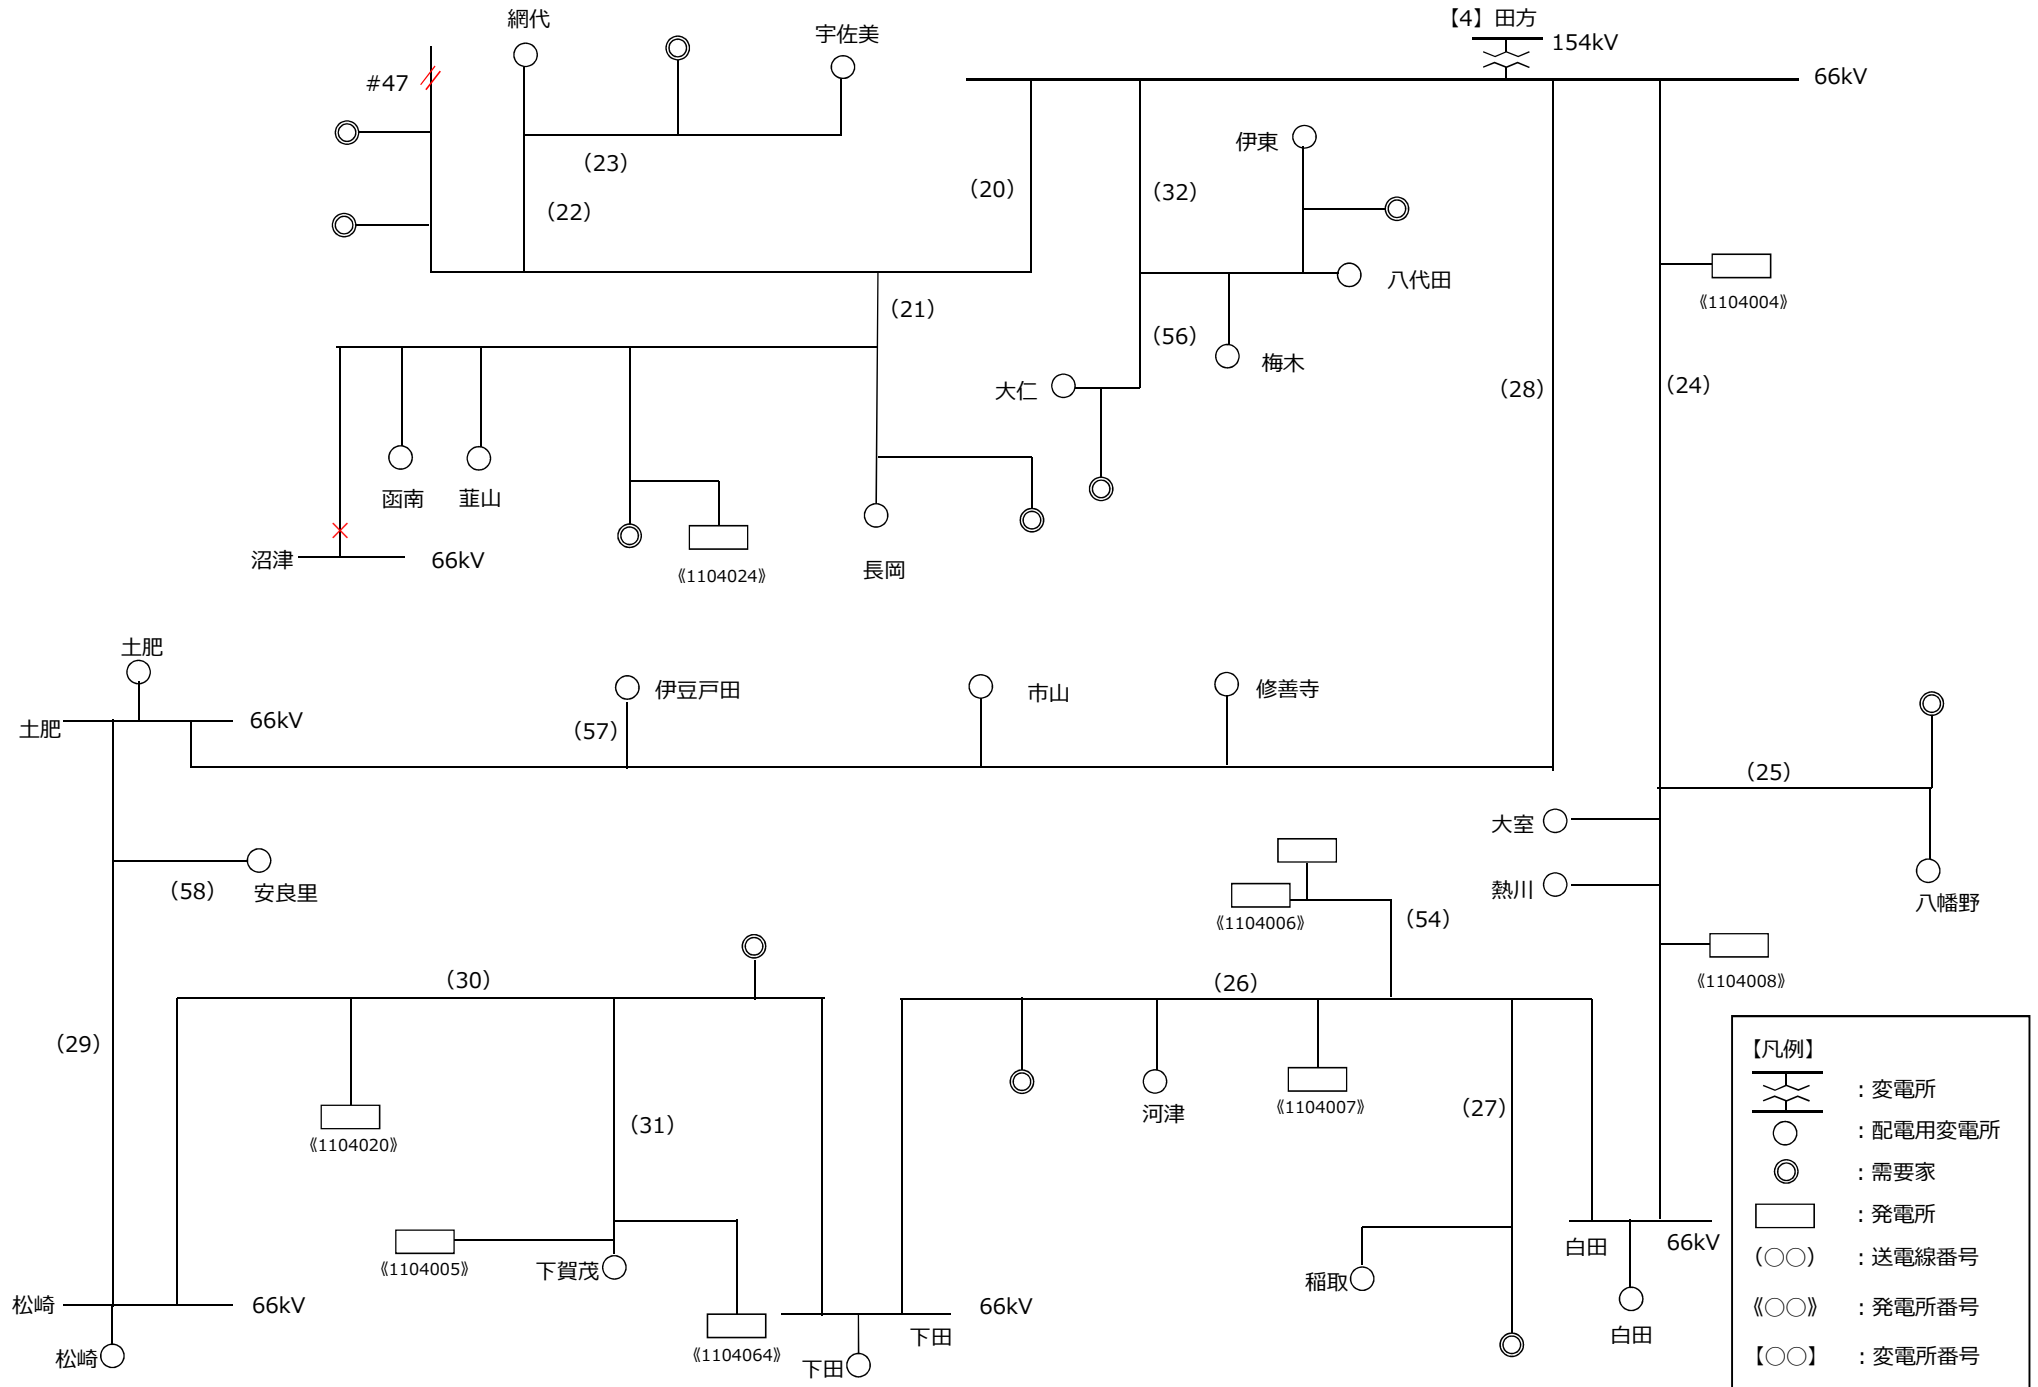 網代
宇佐美
【4】田方
154kV
66kV
#47
伊東
(23)
(20)
(32)
(22)
八代田
《1104004》
(21)
(56)
梅木
大仁
(28)
(24)
函南
韮山
沼津
66kV
《1104024》
長岡
土肥
土肥
66kV
伊豆戸田
市山
修善寺
(57)
(25)
大室
(58)
安良里
熱川
八幡野
《1104006》
(54)
(30)
(26)
《1104008》
(29)
《1104020》
(31)
河津
《1104007》
(27)
《1104005》
下賀茂
稲取
白田
66kV
松崎
66kV
66kV
下田
白田
松崎
《1104064》
下田
【凡例】
:変電所
:配電用変電所
:需要家
:発電所
(○○) :送電線番号
《○○》 :発電所番号
【○○】 :変電所番号